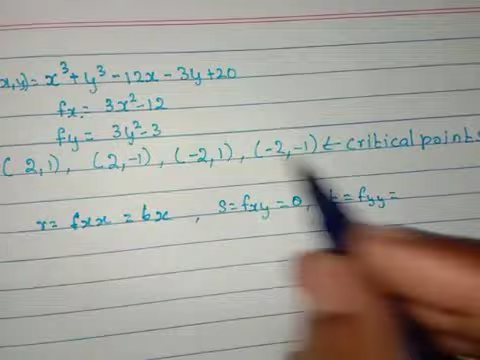 x,y)= x³+y³-12x-3y+20
fx= 3x²-12
fy= 3y²-3
(2,1), (2,-1), (-2,1), (-2,-1) ← critical points
r= fxx = 6x , s=fxy=0, t=fyy=